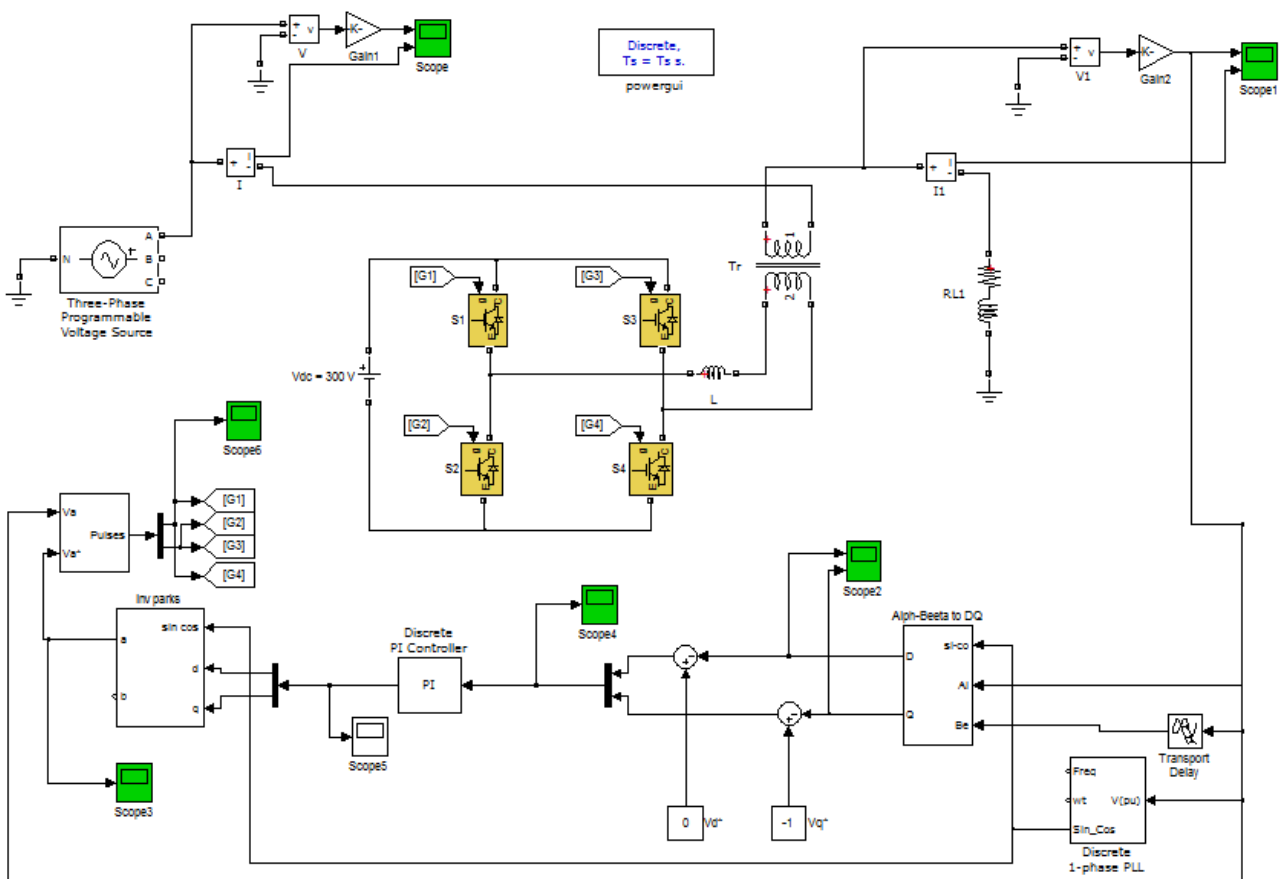 +
-
v
V
K-
Gain1
Scope
Discrete,
Ts = Ts s.
powergui
+
-
v
V1
K-
Gain2
Scope1
+
I
-
I
+
I
-
I1
N
A
B
C
+
Three-Phase
Programmable
Voltage Source
Tr
+
1
+
2
RL1
[G1]
g
C
E
S1
[G3]
g
C
E
S3
Vdc = 300 V
+
+
L
[G2]
g
C
E
S2
[G4]
g
C
E
S4
Scope6
Va
Va*
Pulses
[G1]
[G2]
[G3]
[G4]
Inv parks
sin cos
a
d
b
q
Discrete
PI Controller
PI
Scope4
Scope5
Scope3
Scope2
Alph-Beeta to DQ
si-co
D
Al
Q
Be
0
Vd*
-1
Vq*
Transport
Delay
Freq
wt
V(pu)
Sin_Cos
Discrete
1-phase PLL